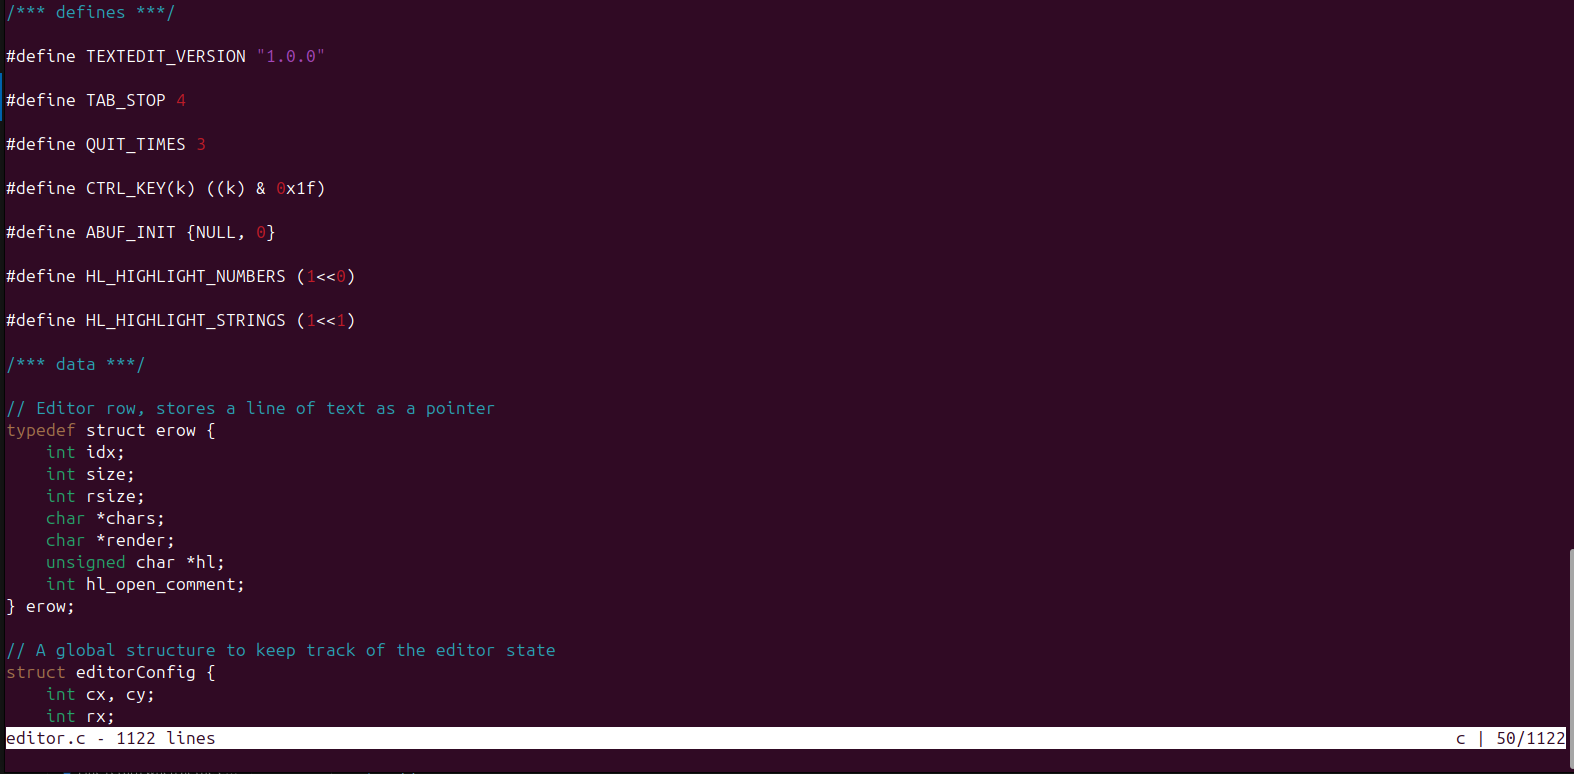 /*** defines ***/
#define TEXTEDIT_VERSION "1.0.0"
#define TAB_STOP 4
#define QUIT_TIMES 3
#define CTRL_KEY(k) ((k) & 0x1f)
#define ABUF_INIT {NULL, 0}
#define HL_HIGHLIGHT_NUMBERS (1<<0)
#define HL_HIGHLIGHT_STRINGS (1<<1)
/*** data ***/
// Editor row, stores a line of text as a pointer
typedef struct erow {
    int idx;
    int size;
    int rsize;
    char *chars;
    char *render;
    unsigned char *hl;
    int hl_open_comment;
} erow;
// A global structure to keep track of the editor state
struct editorConfig {
    int cx, cy;
    int rx;
editor.c - 1122 lines c | 50/1122